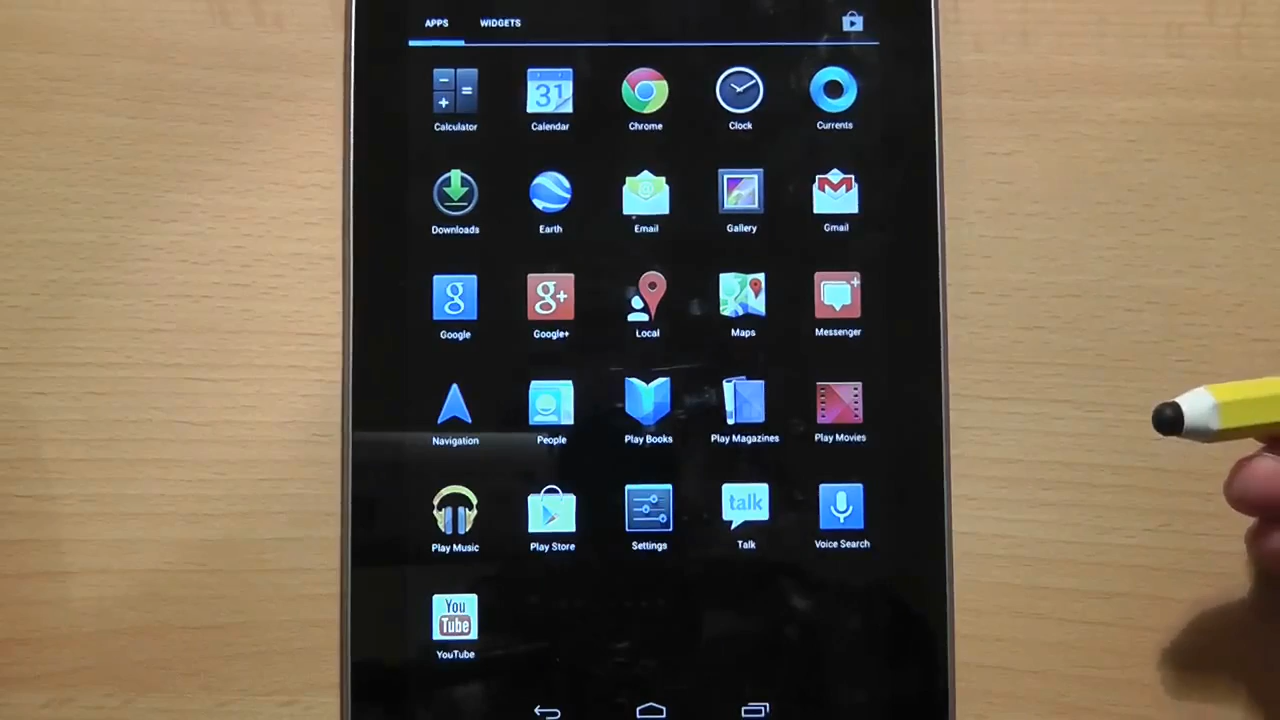 APPS WIDGETS
31
Calculator Calendar Chrome Clock Currents
@
Downloads Earth Email Gallery Gmail
g g+
Google Google+ Local Maps Messenger
Navigation People Play Books Play Magazines Play Movies
talk
Play Music Play Store Settings Talk Voice Search
You
Tube
YouTube